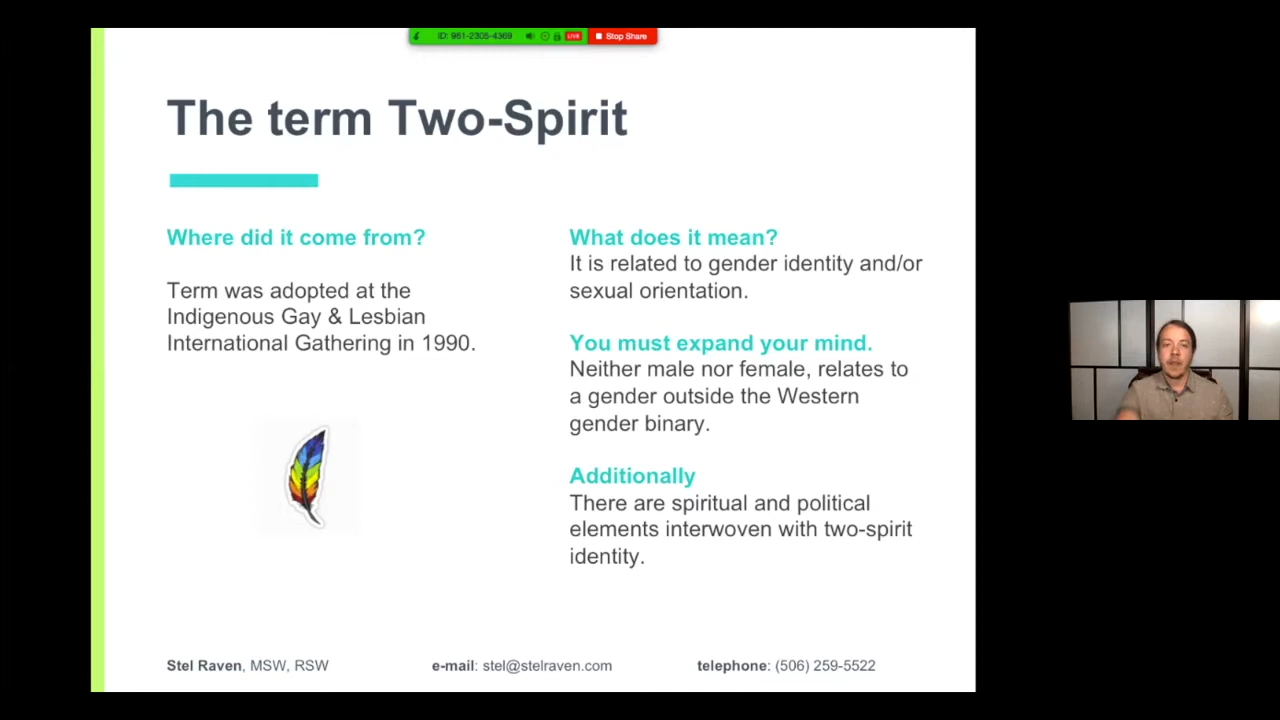 ID: 961-2305-4369
LIVE
Stop Share
The term Two-Spirit
Where did it come from?
Term was adopted at the
Indigenous Gay & Lesbian
International Gathering in 1990.
What does it mean?
It is related to gender identity and/or
sexual orientation.
You must expand your mind.
Neither male nor female, relates to
a gender outside the Western
gender binary.
Additionally
There are spiritual and political
elements interwoven with two-spirit
identity.
Stel Raven, MSW, RSW
e-mail: stel@stelraven.com
telephone: (506) 259-5522